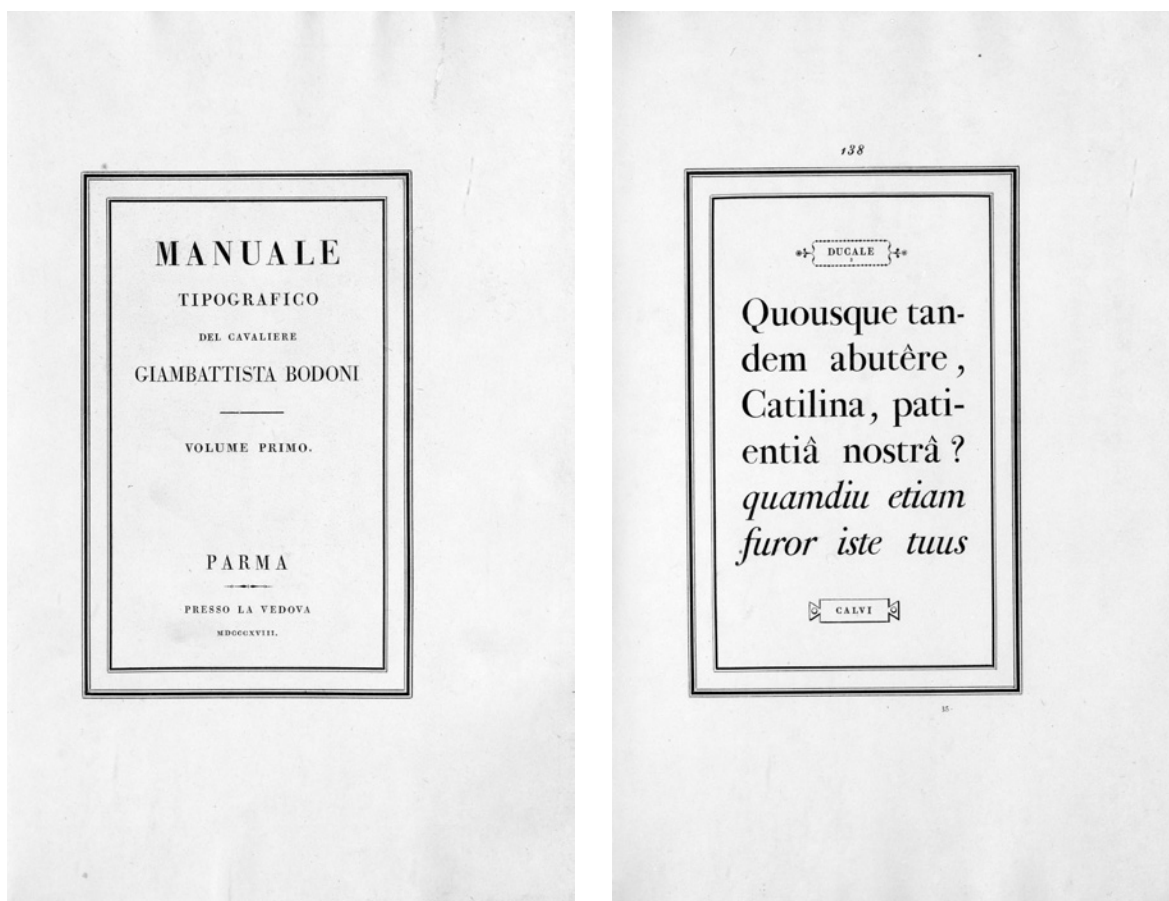 MANUALE
TIPOGRAFICO
DEL CAVALIERE
GIAMBATTISTA BODONI
VOLUME PRIMO.
PARMA
PRESSO LA VEDOVA
MDCCCXVIII.
138
DUCALE
Quousque tan-
dem abutêre ,
Catilina, pati-
entiâ nostrâ ?
quamdiu etiam
furor iste tuus
CALVI